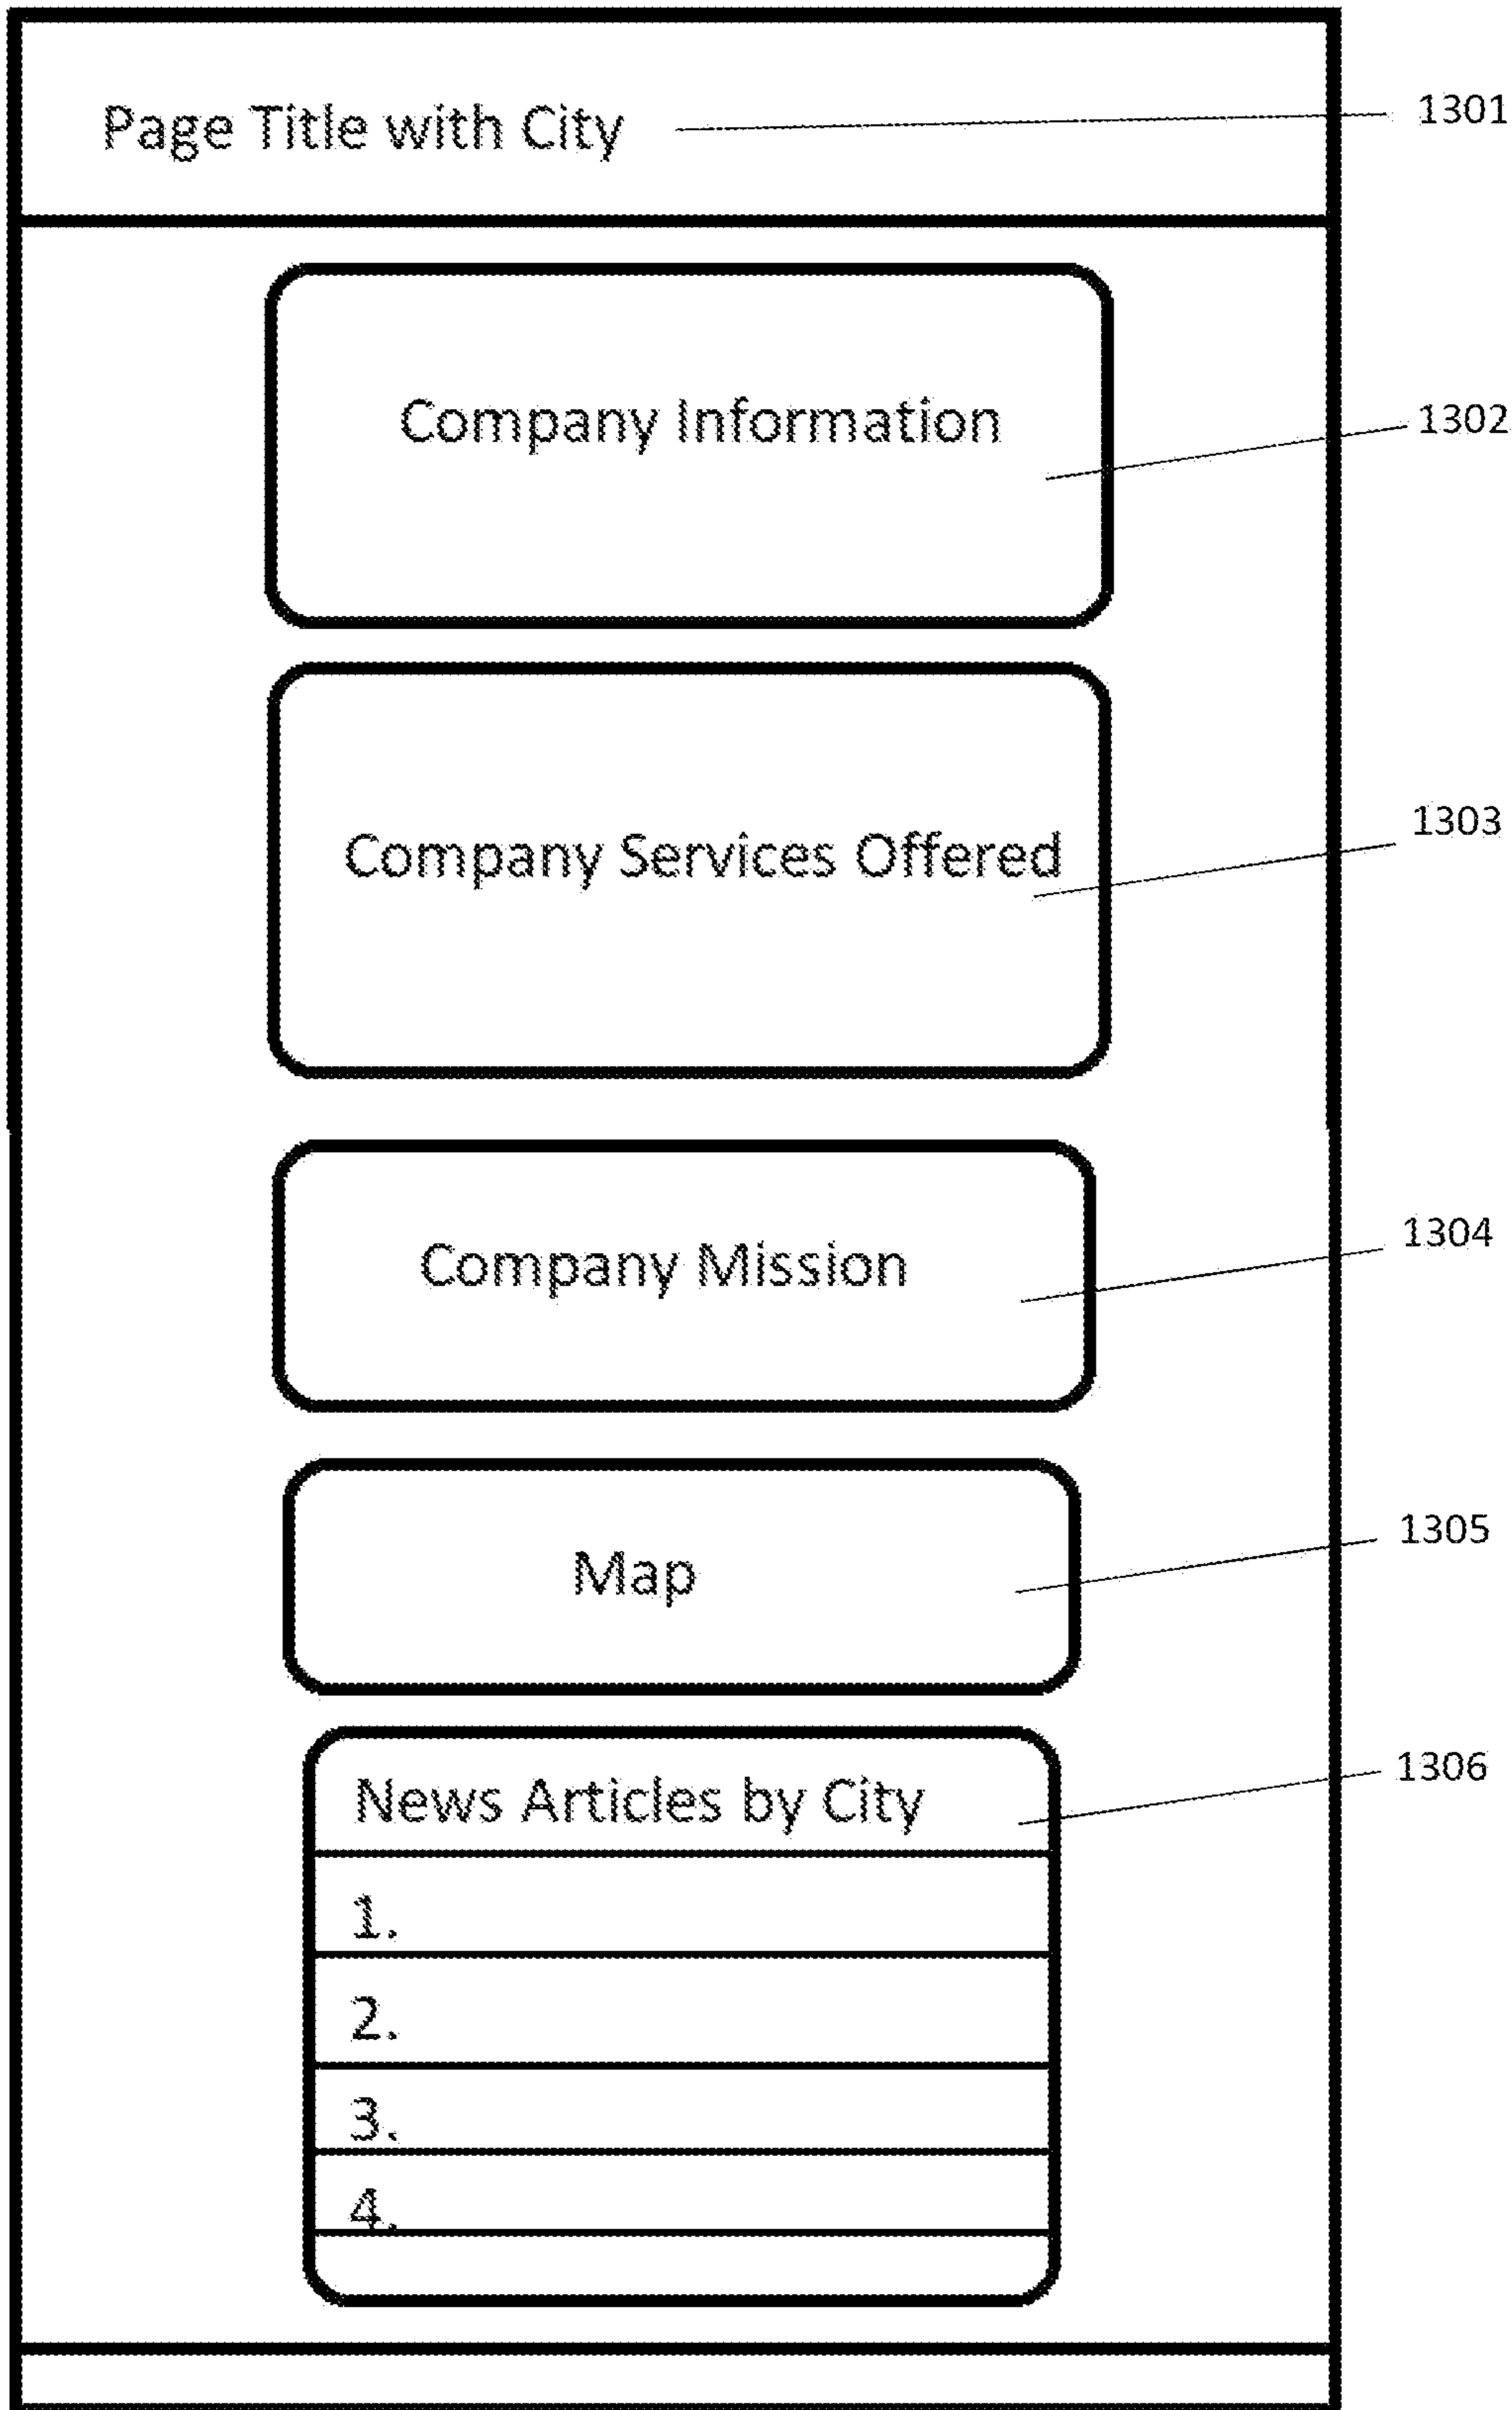 Page Title with City
1301
Company Information
1302
Company Services Offered
1303
Company Mission
1304
Map
1305
News Articles by City
1306
1.
2.
3.
4.